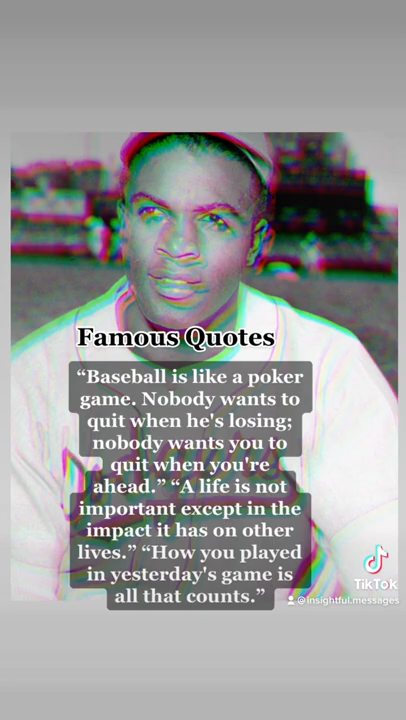 Famous Quotes
“Baseball is like a poker
game. Nobody wants to
quit when he's losing;
nobody wants you to
quit when you're
ahead.” “A life is not
important except in the
impact it has on other
lives.” “How you played
in yesterday's game is
all that counts.”
TikTok
@insightful.messages